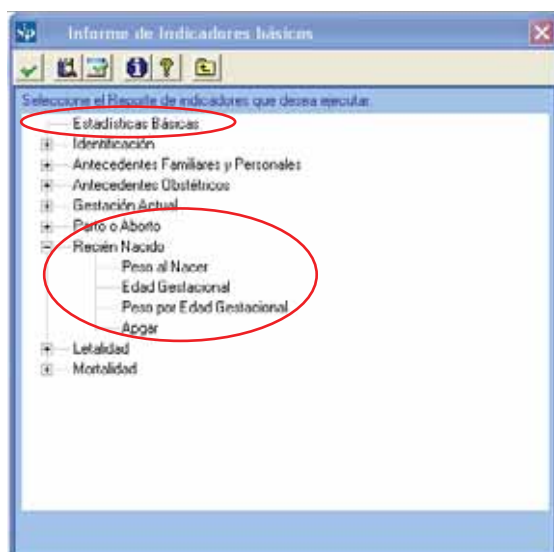 sip Informe de Indicadores básicos
Seleccione el Reporte de indicadores que desea ejecutar.
Estadísticas Básicas
Identificación
Antecedentes Familiares y Personales
Antecedentes Obstétricos
Gestación Actual
Parto o Aborto
Recién Nacido
Peso al Nacer
Edad Gestacional
Peso por Edad Gestacional
Apgar
Letalidad
Mortalidad